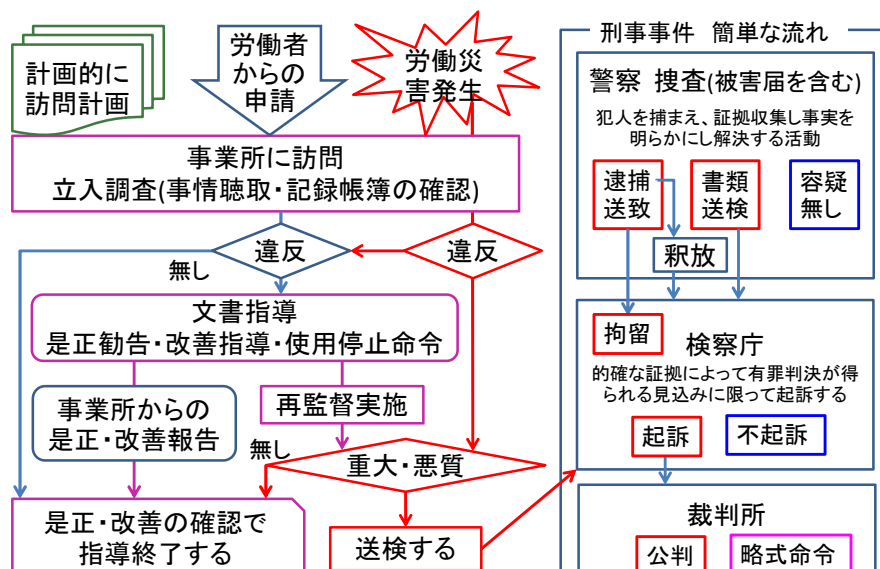 計画的に
訪問計画
労働者
からの
申請
労働災
害発生
事業所に訪問
立入調査(事情聴取・記録帳簿の確認)
違反
違反
無し
文書指導
是正勧告・改善指導・使用停止命令
事業所からの
是正・改善報告
再監督実施
無し
重大・悪質
是正・改善の確認で
指導終了する
送検する
刑事事件 簡単な流れ
警察 捜査(被害届を含む)
犯人を捕まえ、証拠収集し事実を
明らかにし解決する活動
逮捕
送致
書類
送検
容疑
無し
釈放
拘留
検察庁
的確な証拠によって有罪判決が得
られる見込みに限って起訴する
起訴
不起訴
裁判所
公判
略式命令